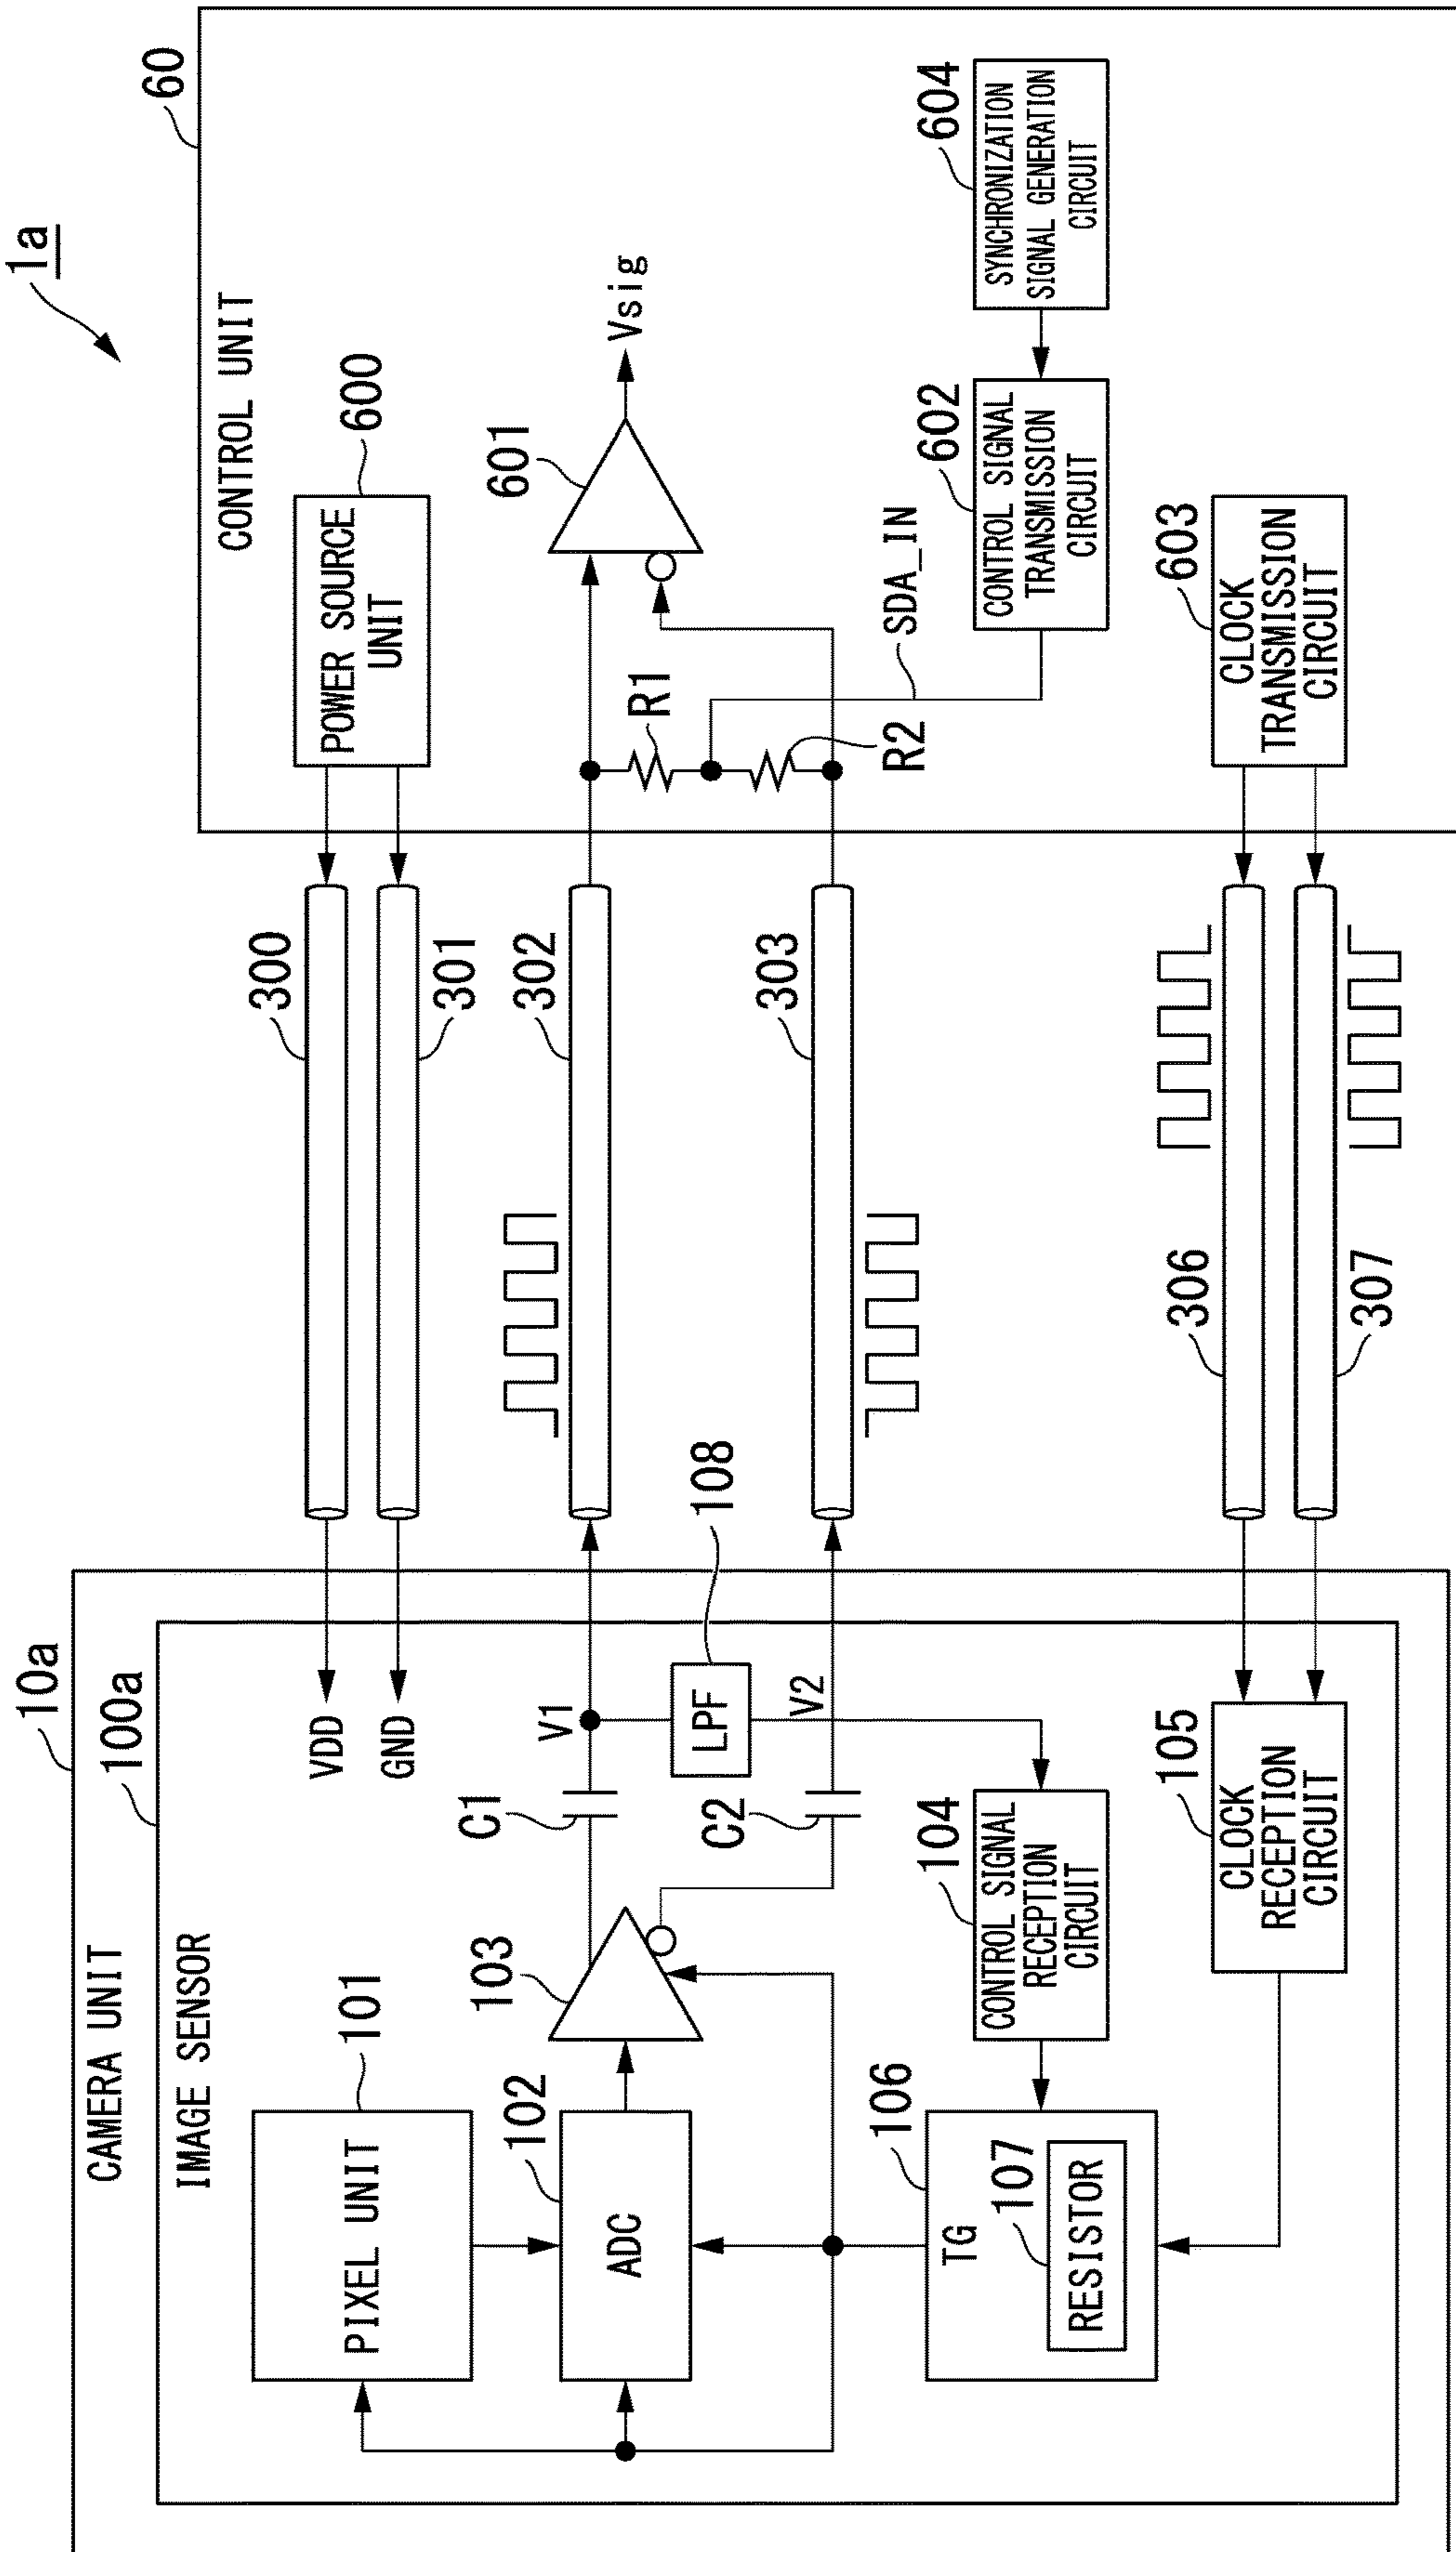 1a
10a
CAMERA UNIT
100a
IMAGE SENSOR
101
PIXEL UNIT
102
ADC
103
C1
V1
VDD
GND
108
LPF
C2
V2
106
TG
107
RESISTOR
104
CONTROL SIGNAL
RECEPTION
CIRCUIT
105
CLOCK
RECEPTION
CIRCUIT
300
301
302
303
306
307
60
CONTROL UNIT
600
POWER SOURCE
UNIT
601
Vsig
R1
R2
SDA_IN
602
CONTROL SIGNAL
TRANSMISSION
CIRCUIT
604
SYNCHRONIZATION
SIGNAL GENERATION
CIRCUIT
603
CLOCK
TRANSMISSION
CIRCUIT